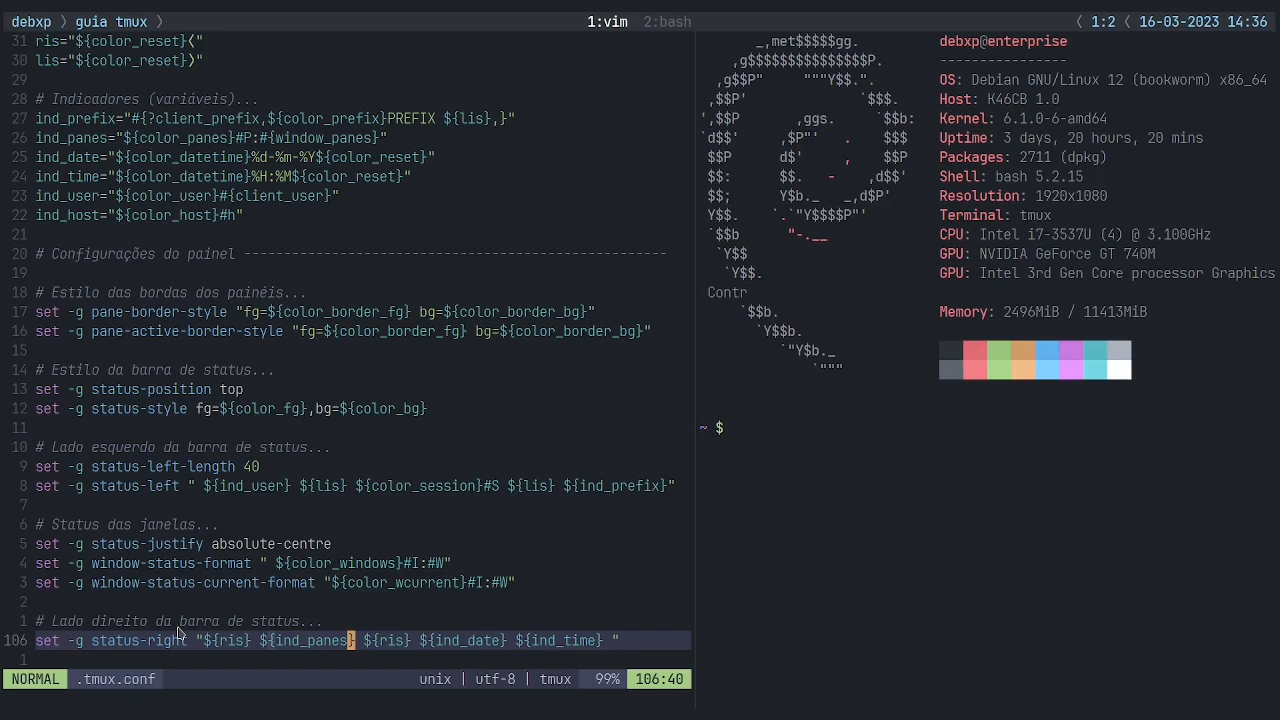 debxp ⟩ guia tmux ⟩ 1:vim 2:bash ⟨ 1:2 ⟨ 16-03-2023 14:36
31 ris="${color_reset}⟨"
30 lis="${color_reset}⟩"
29
28 # Indicadores (variáveis)...
27 ind_prefix="#{?client_prefix,${color_prefix}PREFIX ${lis},}"
26 ind_panes="${color_panes}#P:#{window_panes}"
25 ind_date="${color_datetime}%d-%m-%Y${color_reset}"
24 ind_time="${color_datetime}%H:%M${color_reset}"
23 ind_user="${color_user}#{client_user}"
22 ind_host="${color_host}#h"
21
20 # Configurações do painel -----------------------------------------------------
19
18 # Estilo das bordas dos painéis...
17 set -g pane-border-style "fg=${color_border_fg} bg=${color_border_bg}"
16 set -g pane-active-border-style "fg=${color_border_fg} bg=${color_border_bg}"
15
14 # Estilo da barra de status...
13 set -g status-position top
12 set -g status-style fg=${color_fg},bg=${color_bg}
11
10 # Lado esquerdo da barra de status...
9 set -g status-left-length 40
8 set -g status-left " ${ind_user} ${lis} ${color_session}#S ${lis} ${ind_prefix}"
7
6 # Status das janelas...
5 set -g status-justify absolute-centre
4 set -g window-status-format " ${color_windows}#I:#W"
3 set -g window-status-current-format "${color_wcurrent}#I:#W"
2
1 # Lado direito da barra de status...
106 set -g status-right "${ris} ${ind_panes} ${ris} ${ind_date} ${ind_time} "
1
NORMAL .tmux.conf unix | utf-8 | tmux 99% 106:40
_,met$$$$$gg.
,g$$$$$$$$$$$$$$$P.
,g$$P"     """Y$$.".
,$$P'              `$$$.
',$$P       ,ggs.     `$$b:
`d$$'     ,$P"'   .    $$$
$$P      d$'     ,    $$P
$$:      $$.   -    ,d$$'
$$;      Y$b._   _,d$P'
Y$$.    `.`"Y$$$$P"'
`$$b      "-.__
`Y$$
`Y$$.
Contr
`$$b.
`Y$$b.
`"Y$b._
`"""
debxp@enterprise
----------------
OS: Debian GNU/Linux 12 (bookworm) x86_64
Host: K46CB 1.0
Kernel: 6.1.0-6-amd64
Uptime: 3 days, 20 hours, 20 mins
Packages: 2711 (dpkg)
Shell: bash 5.2.15
Resolution: 1920x1080
Terminal: tmux
CPU: Intel i7-3537U (4) @ 3.100GHz
GPU: NVIDIA GeForce GT 740M
GPU: Intel 3rd Gen Core processor Graphics
Memory: 2496MiB / 11413MiB
~ $